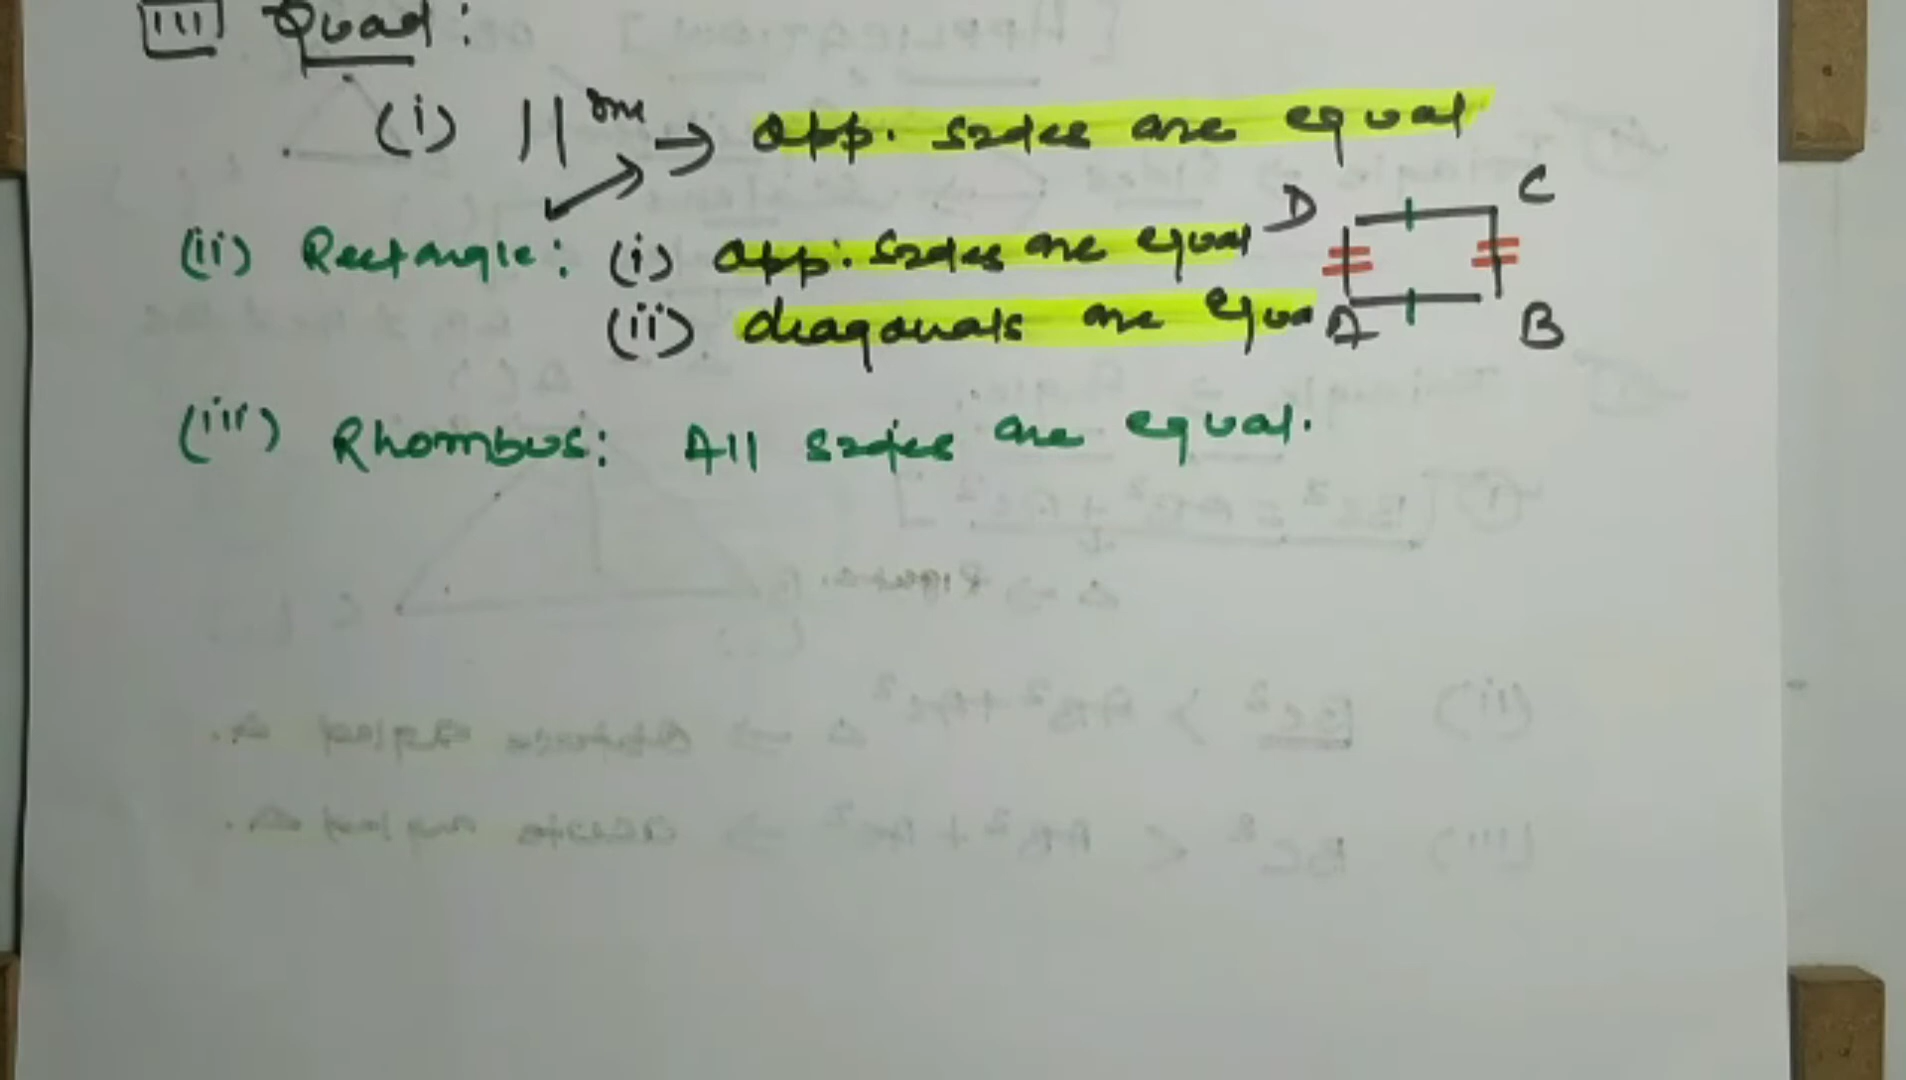 III Quad:
(i) ||gm → opp. sides are equal
(ii) Rectangle: (i) opp. sides are equal
D C
(ii) diagonals are equa
A B
(iii) Rhombus: All sides are equal.